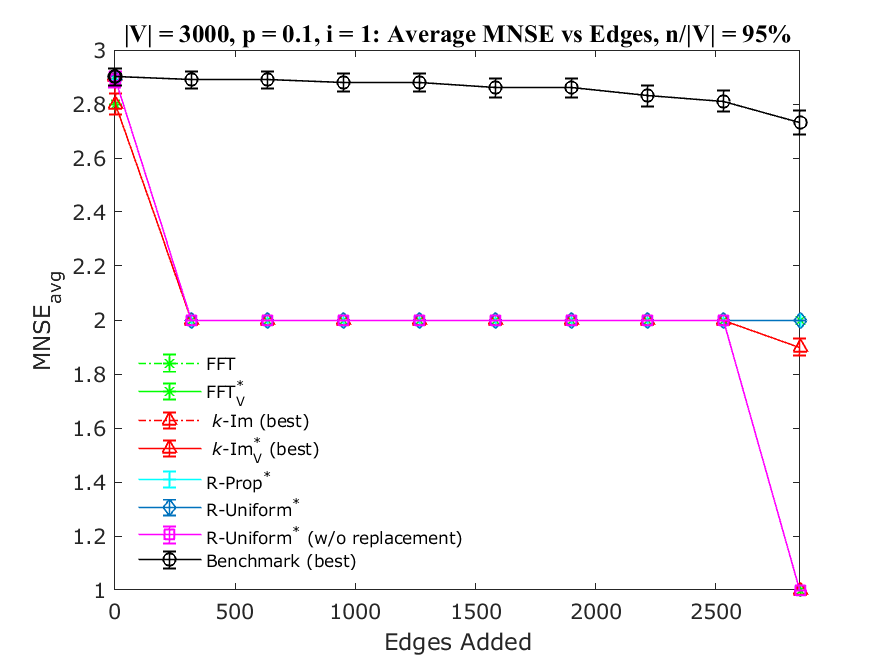 |V| = 3000, p = 0.1, i = 1: Average MNSE vs Edges, n/|V| = 95%
3
2.8
2.6
2.4
2.2
2
1.8
1.6
1.4
1.2
1
MNSE_avg
FFT
FFT*_V
k-Im (best)
k-Im*_V (best)
R-Prop*
R-Uniform*
R-Uniform* (w/o replacement)
Benchmark (best)
0 500 1000 1500 2000 2500
Edges Added